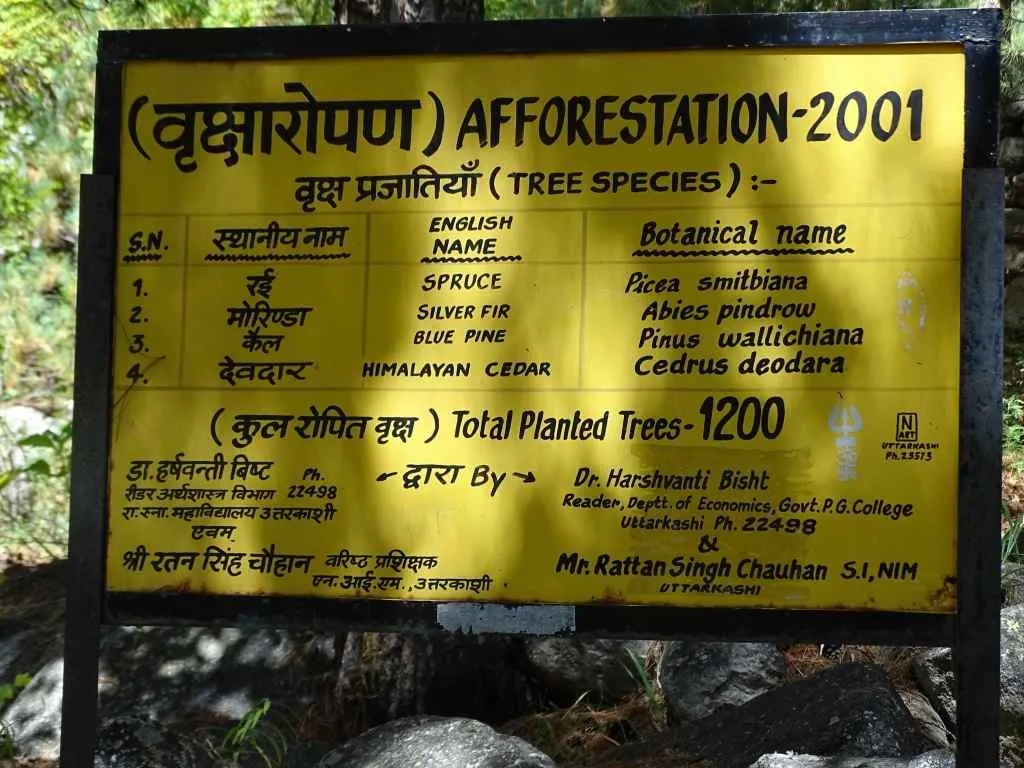 (वृक्षारोपण) AFFORESTATION-2001
वृक्ष प्रजातियाँ (TREE SPECIES) :-
S.N. स्थानीय नाम ENGLISH NAME Botanical name
1. रई SPRUCE Picea smitbiana
2. मोरिण्डा SILVER FIR Abies pindrow
3. कैल BLUE PINE Pinus wallichiana
4. देवदार HIMALAYAN CEDAR Cedrus deodara
(कुल रोपित वृक्ष) Total Planted Trees-1200
N ART
UTTARKASHI
Ph.23513
← द्वारा By →
डा.हर्षवन्ती बिष्ट Ph.
रीडर अर्थशास्त्र विभाग 22498
रा.स्ना. महाविद्यालय उत्तरकाशी
एवम्
श्री रतन सिंह चौहान वरिष्ठ प्रशिक्षक
एन.आई.एम., उत्तरकाशी
Dr. Harshvanti Bisht
Reader, Deptt. of Economics, Govt. P.G. College
Uttarkashi Ph. 22498
&
Mr. Rattan Singh Chauhan S.I, NIM
UTTARKASHI